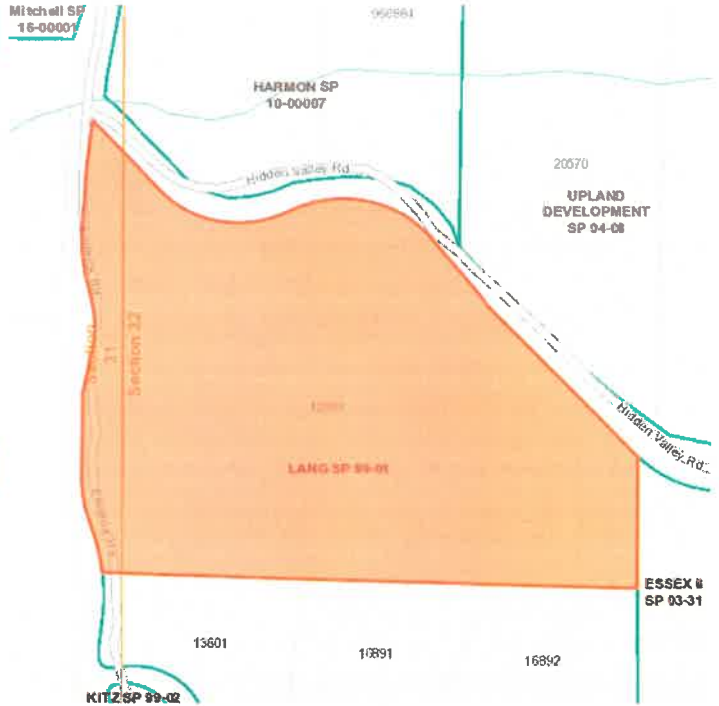 Mitchell SP
16-00001
HARMON SP
10-00007
Hidden Valley Rd
20570
UPLAND
DEVELOPMENT
SP 04-08
Section
21
Section 22
LANG SP 99-01
Hidden Valley Rd
ESSEX II
SP 03-31
13601
16891
16892
KITZ SP 99-02